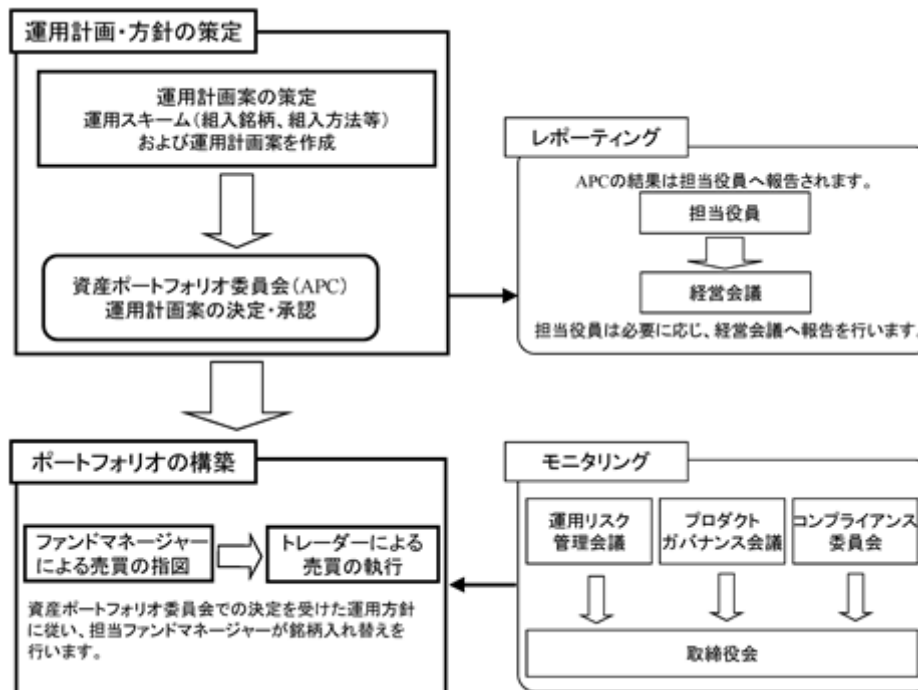 運用計画・方針の策定
運用計画案の策定
運用スキーム(組入銘柄、組入方法等)
および運用計画案を作成
資産ポートフォリオ委員会(APC)
運用計画案の決定・承認
レポーティング
APCの結果は担当役員へ報告されます。
担当役員
経営会議
担当役員は必要に応じ、経営会議へ報告を行います。
ポートフォリオの構築
ファンドマネージャー
による売買の指図
トレーダーによる
売買の執行
資産ポートフォリオ委員会での決定を受けた運用方針
に従い、担当ファンドマネージャーが銘柄入れ替えを
行います。
モニタリング
運用リスク
管理会議
プロダクト
ガバナンス会議
コンプライアンス
委員会
取締役会